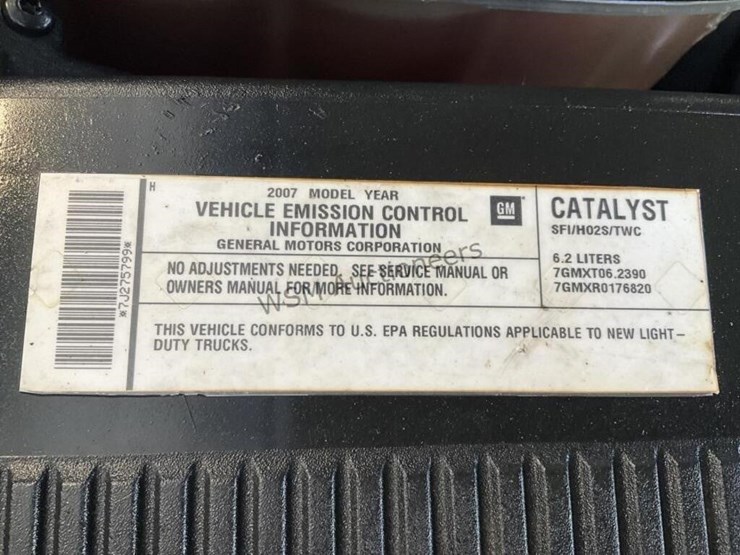 *7J275799*
H
2007 MODEL YEAR
VEHICLE EMISSION CONTROL
INFORMATION
GENERAL MOTORS CORPORATION
GM
NO ADJUSTMENTS NEEDED. SEE SERVICE MANUAL OR
OWNERS MANUAL FOR MORE INFORMATION.
CATALYST
SFI/HO2S/TWC
6.2 LITERS
7GMXT06.2390
7GMXR0176820
THIS VEHICLE CONFORMS TO U.S. EPA REGULATIONS APPLICABLE TO NEW LIGHT-
DUTY TRUCKS.